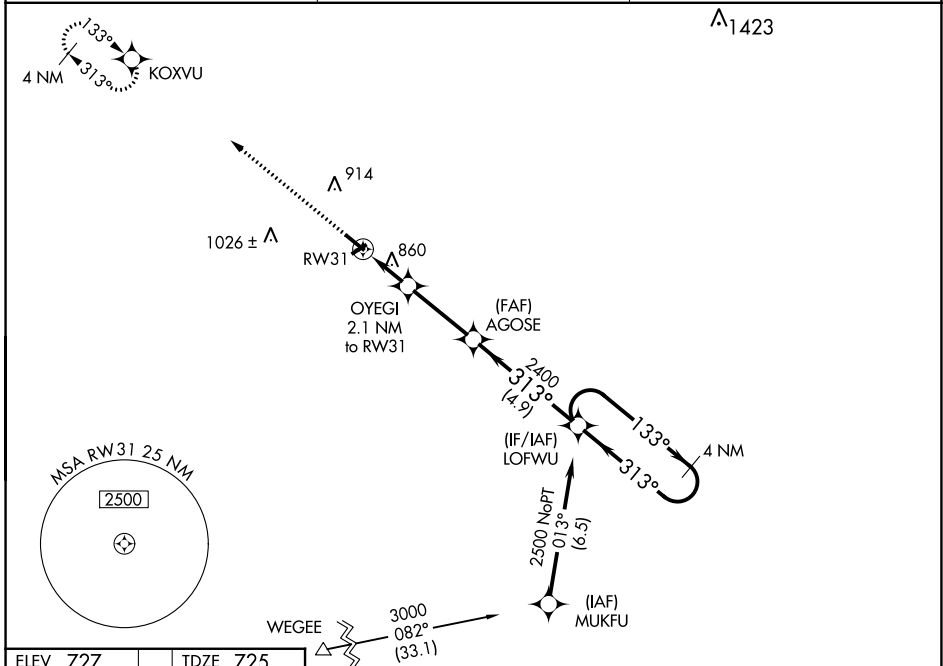 1423
133°
313°
4 NM
KOXVU
914
1026 ±
RW31
860
OYEGI
2.1 NM
to RW31
(FAF)
AGOSE
2400
313°
(4.9)
(IF/IAF)
LOFWU
133°
313°
4 NM
MSA RW31 25 NM
2500
2500 NoPT
013°
(6.5)
(IAF)
MUKFU
WEGEE
3000
082°
(33.1)
ELEV 727
TDZE 725